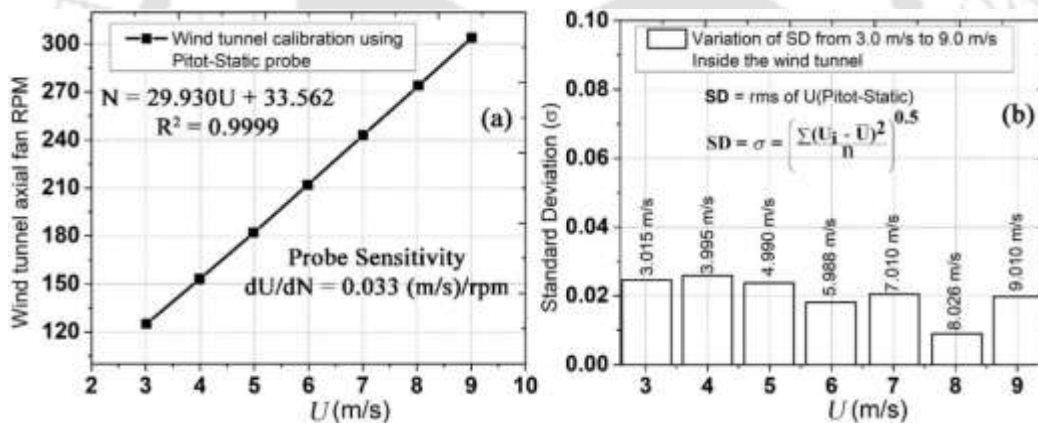 Wind tunnel axial fan RPM
300
270
240
210
180
150
120
Wind tunnel calibration using
Pitot-Static probe
N = 29.930U + 33.562
R² = 0.9999
(a)
Probe Sensitivity
dU/dN = 0.033 (m/s)/rpm
2 3 4 5 6 7 8 9 10
U (m/s)
Standard Deviation (σ)
0.10
0.08
0.06
0.04
0.02
0.00
Variation of SD from 3.0 m/s to 9.0 m/s
Inside the wind tunnel
SD = rms of U(Pitot-Static)
(b)
SD = σ = (∑(Uᵢ - Ū)²/n)^0.5
3.015 m/s
3.995 m/s
4.990 m/s
5.988 m/s
7.010 m/s
8.026 m/s
9.010 m/s
3 4 5 6 7 8 9
U (m/s)